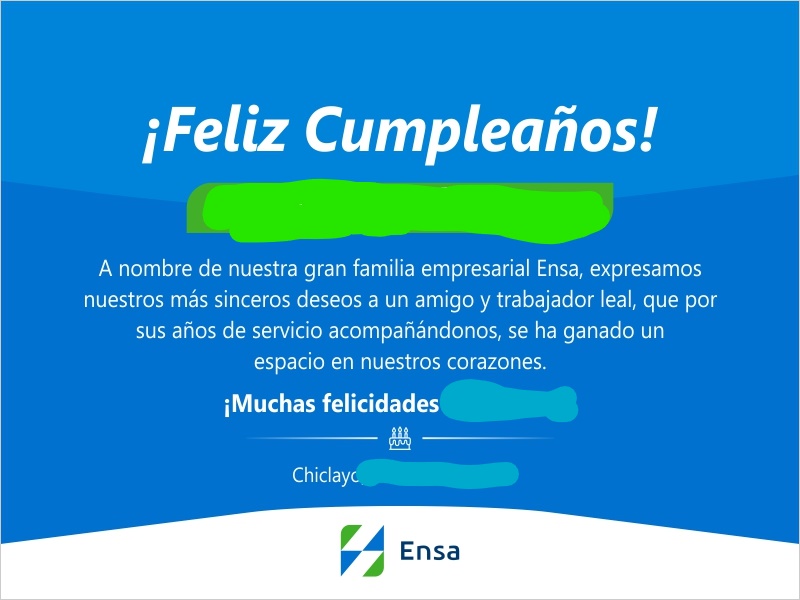 ¡Feliz Cumpleaños!
A nombre de nuestra gran familia empresarial Ensa, expresamos
nuestros más sinceros deseos a un amigo y trabajador leal, que por
sus años de servicio acompañándonos, se ha ganado un
espacio en nuestros corazones.
¡Muchas felicidades
Chiclayo
Ensa